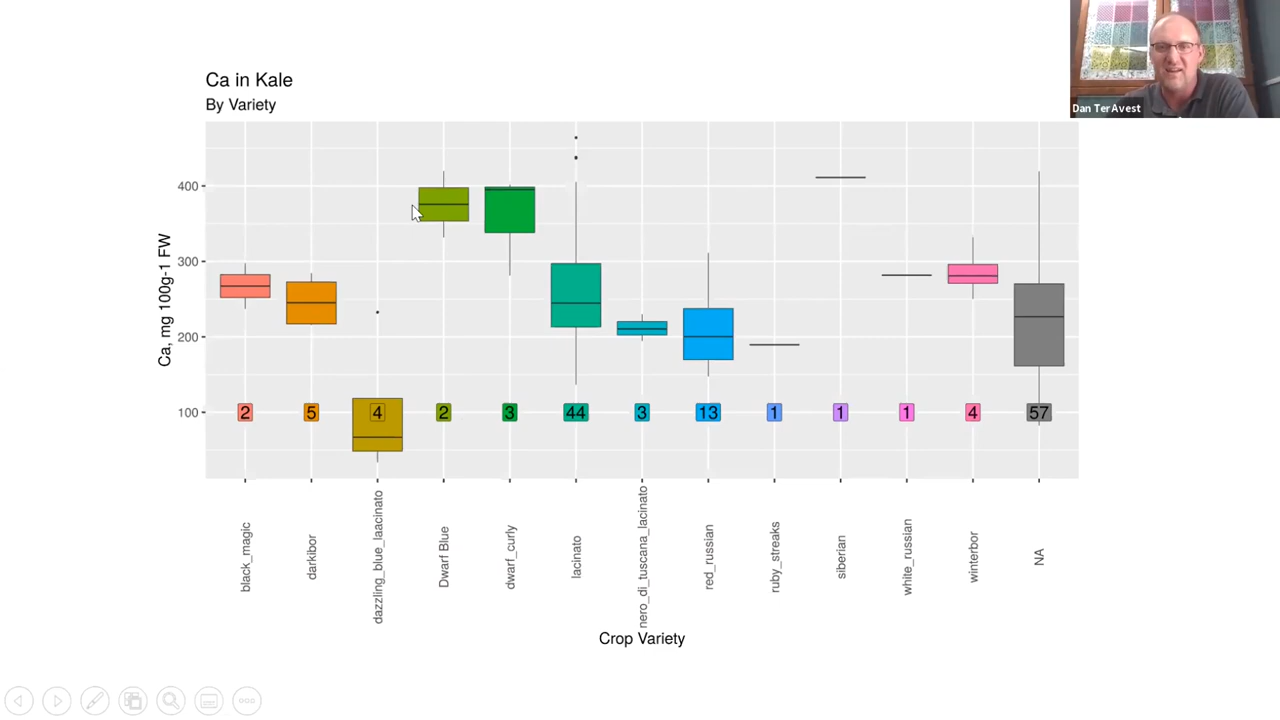 Ca in Kale
By Variety
Dan Ter Avest
Ca, mg 100g-1 FW
400
300
200
100
2
5
4
2
3
44
3
13
1
1
1
4
57
black_magic
darkibor
dazzling_blue_laacinato
Dwarf Blue
dwarf_curly
lacinato
nero_di_tuscana_lacinato
red_russian
ruby_streaks
siberian
white_russian
winterbor
NA
Crop Variety